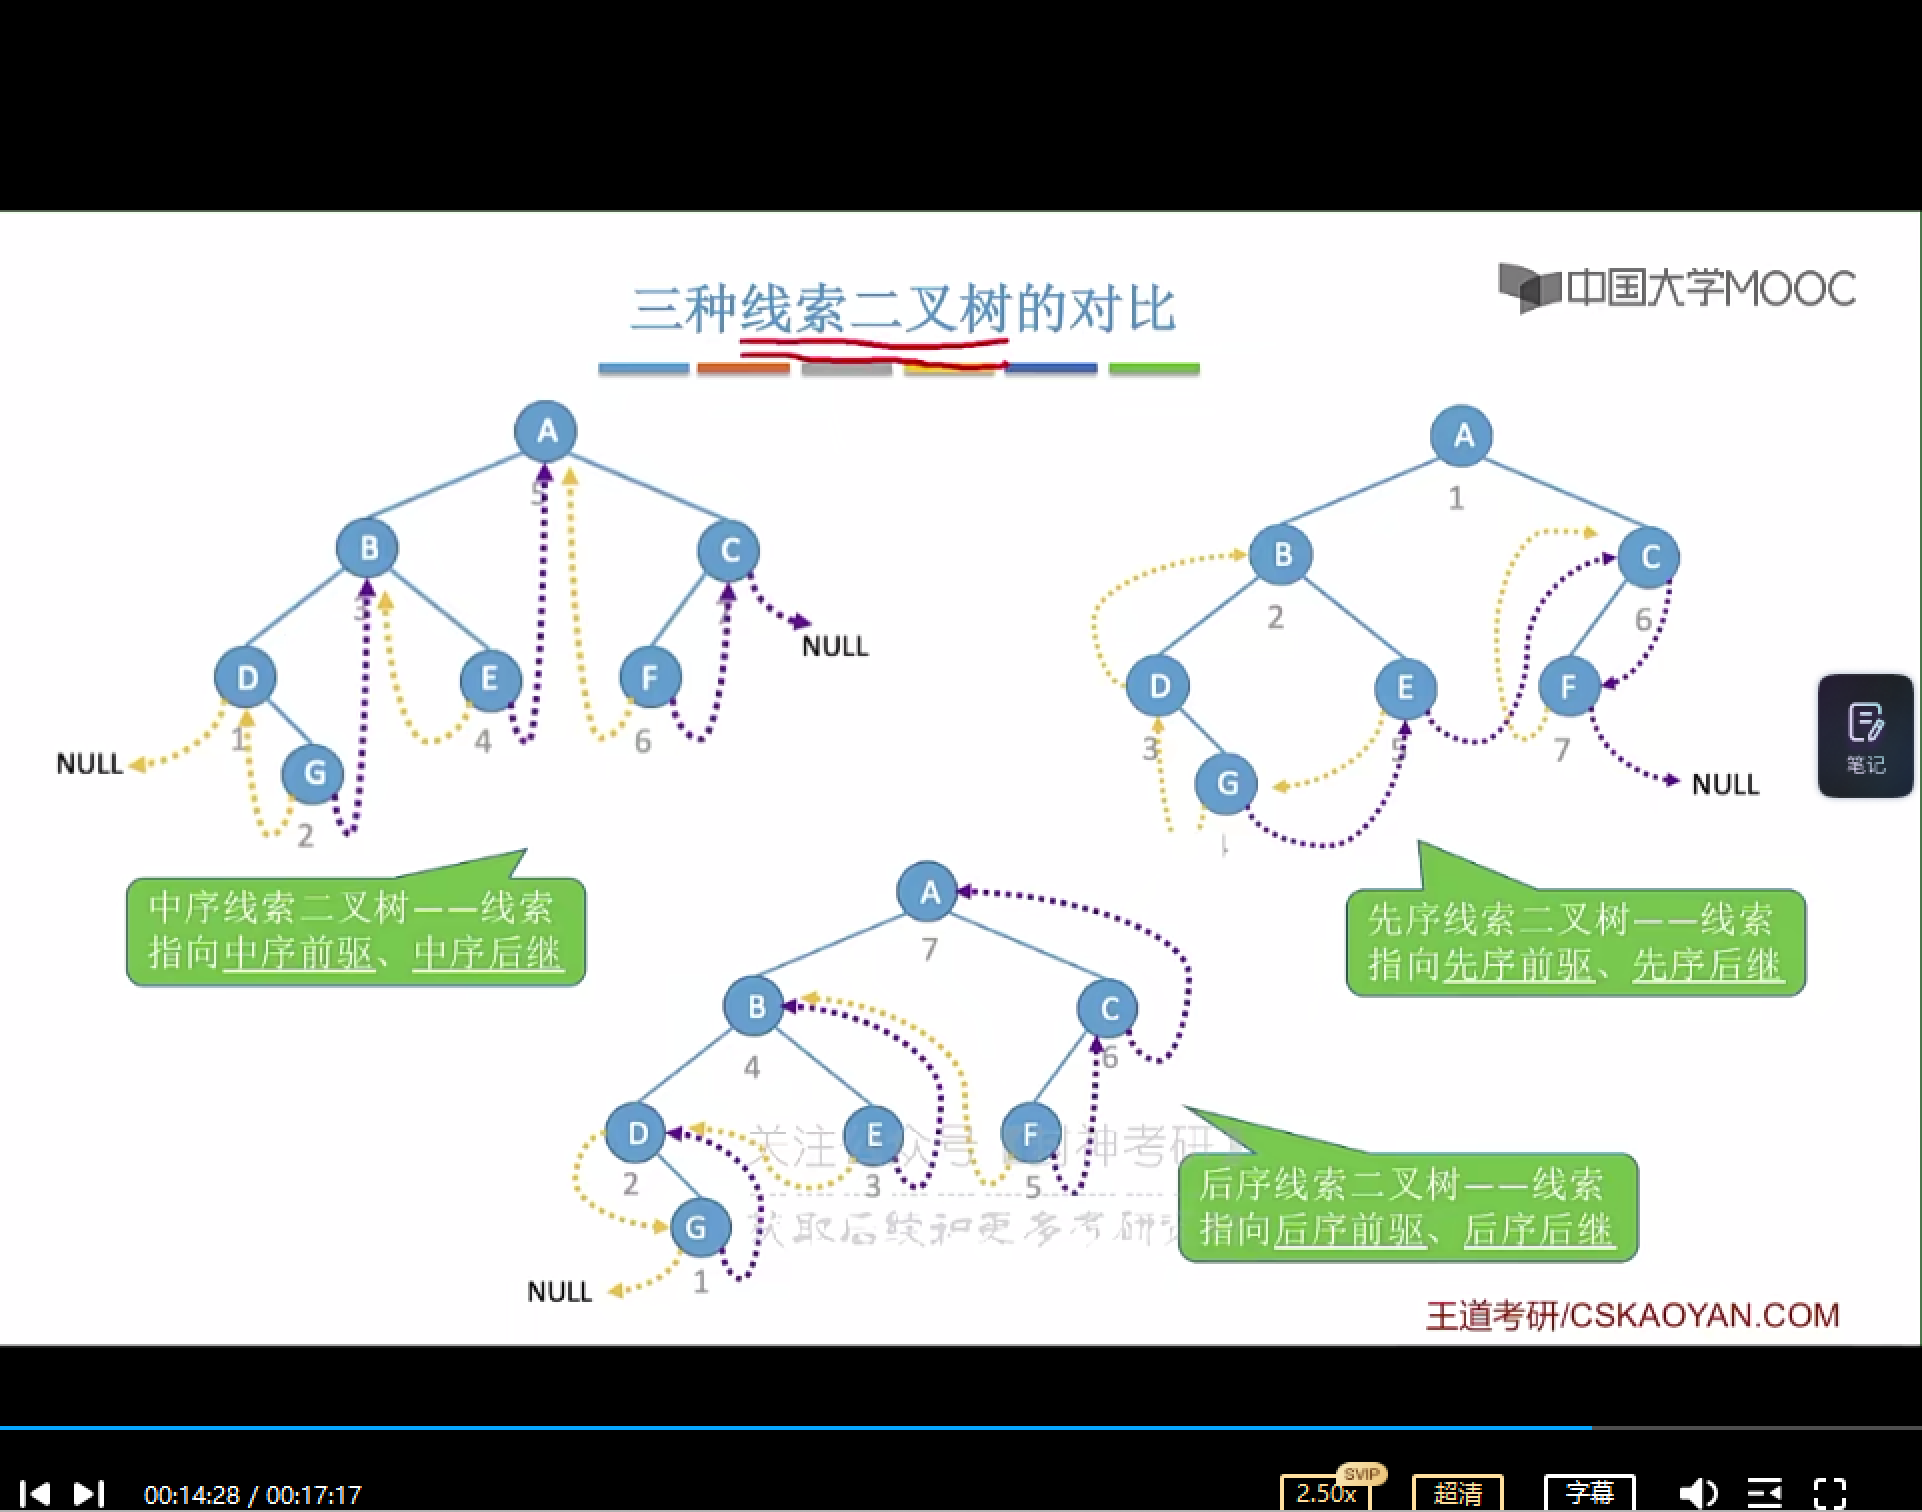 中国大学MOOC
三种线索二叉树的对比
A
5
B
3
C
7
NULL
D
1
E
4
F
6
NULL
G
2
中序线索二叉树——线索
指向中序前驱、中序后继
A
1
B
2
C
6
D
3
E
5
F
7
G
NULL
先序线索二叉树——线索
指向先序前驱、先序后继
A
7
B
4
C
6
D
2
E
3
F
5
G
1
NULL
关注公众号
神考研
获取后续和更多考研
后序线索二叉树——线索
指向后序前驱、后序后继
王道考研/CSKAOYAN.COM
笔记
00:14:28 / 00:17:17
2.50x
SVIP
超清
字幕